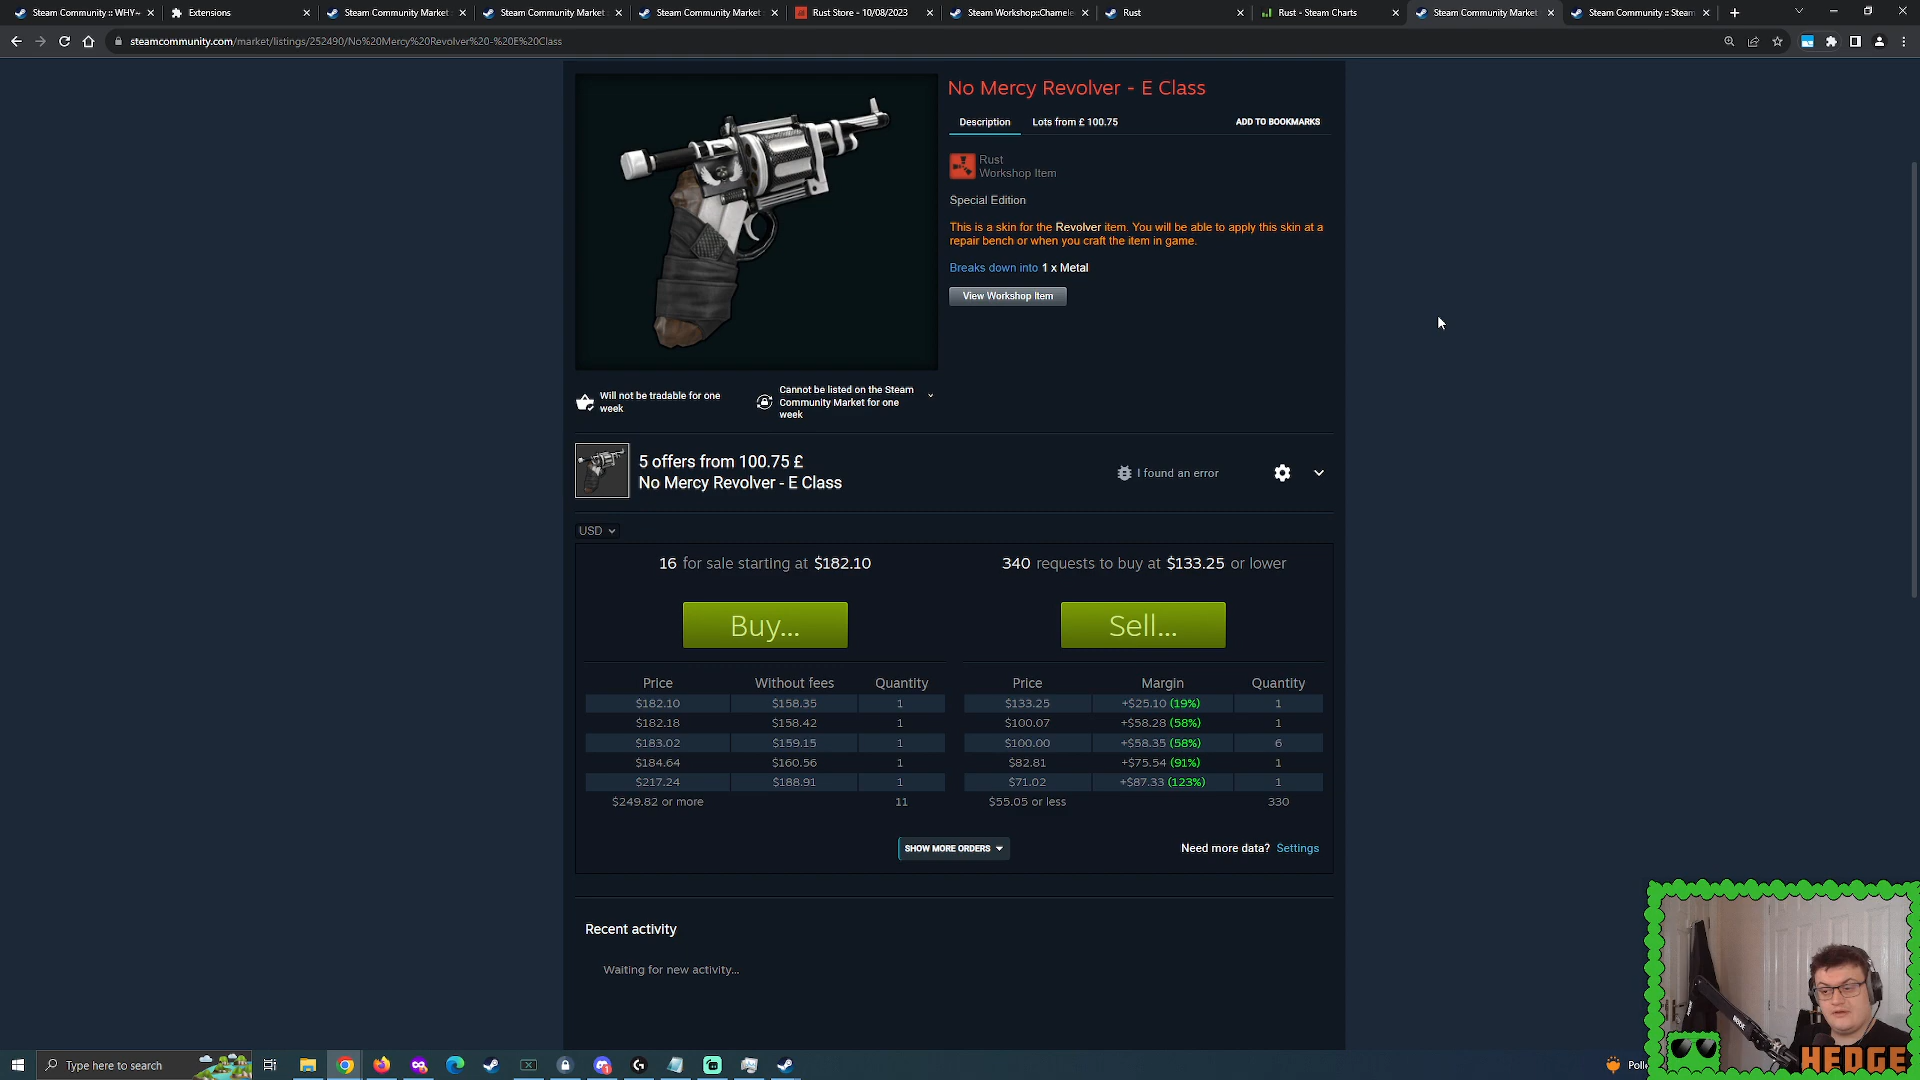 Steam Community :: WHY~
Extensions
Steam Community Market
Steam Community Market
Steam Community Market
Rust Store - 10/08/2023
Steam Workshop::Chamele
Rust
Rust - Steam Charts
Steam Community Market
Steam Community :: Steam
steamcommunity.com/market/listings/252490/No%20Mercy%20Revolver%20-%20E%20Class
No Mercy Revolver - E Class
Description
Lots from £ 100.75
ADD TO BOOKMARKS
Rust
Workshop Item
Special Edition
This is a skin for the Revolver item. You will be able to apply this skin at a
repair bench or when you craft the item in game.
Breaks down into 1 x Metal
View Workshop Item
Will not be tradable for one
week
Cannot be listed on the Steam
Community Market for one
week
5 offers from 100.75 £
No Mercy Revolver - E Class
I found an error
USD
16 for sale starting at $182.10
340 requests to buy at $133.25 or lower
Buy...
Sell...
Price Without fees Quantity
Price Margin Quantity
$182.10 $158.35 1
$133.25 +$25.10 (19%) 1
$182.18 $158.42 1
$100.07 +$58.28 (58%) 1
$183.02 $159.15 1
$100.00 +$58.35 (58%) 6
$184.64 $160.56 1
$82.81 +$75.54 (91%) 1
$217.24 $188.91 1
$71.02 +$87.33 (123%) 1
$249.82 or more 11
$55.05 or less 330
SHOW MORE ORDERS
Need more data? Settings
Recent activity
Waiting for new activity...
Type here to search
Poll
HEDGE